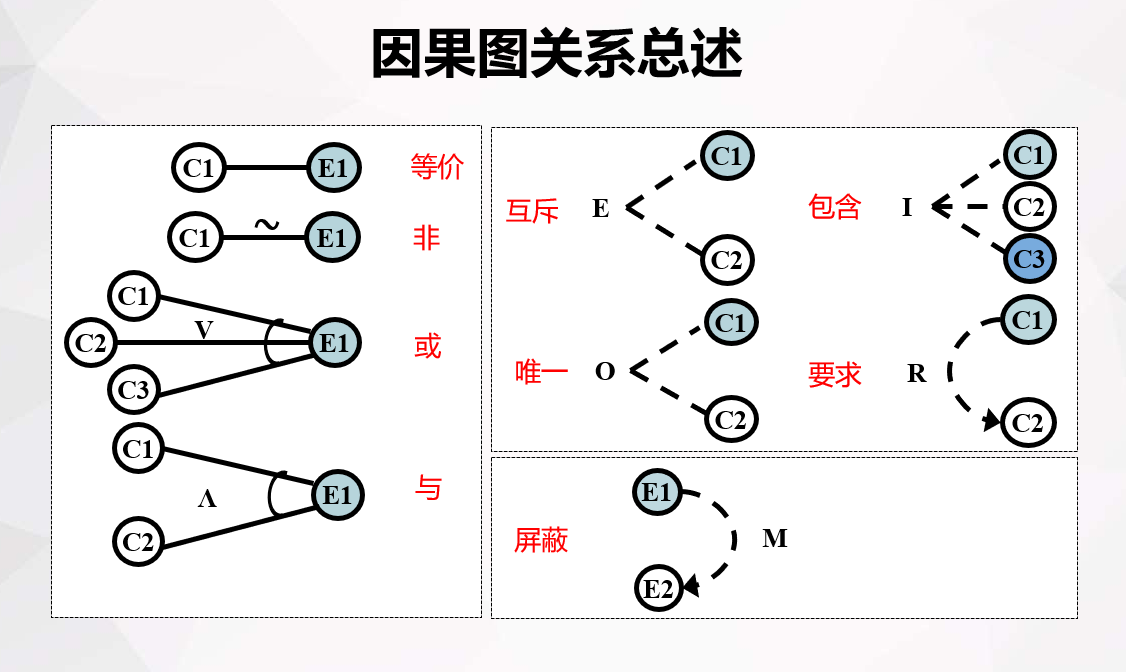 因果图关系总述
C1 E1 等价
C1 ~ E1 非
C1
C2 V E1 或
C3
C1
Λ E1 与
C2
C1
互斥 E
C2
C1
包含 I C2
C3
C1
唯一 O
C2
C1
要求 R
C2
E1
屏蔽 M
E2